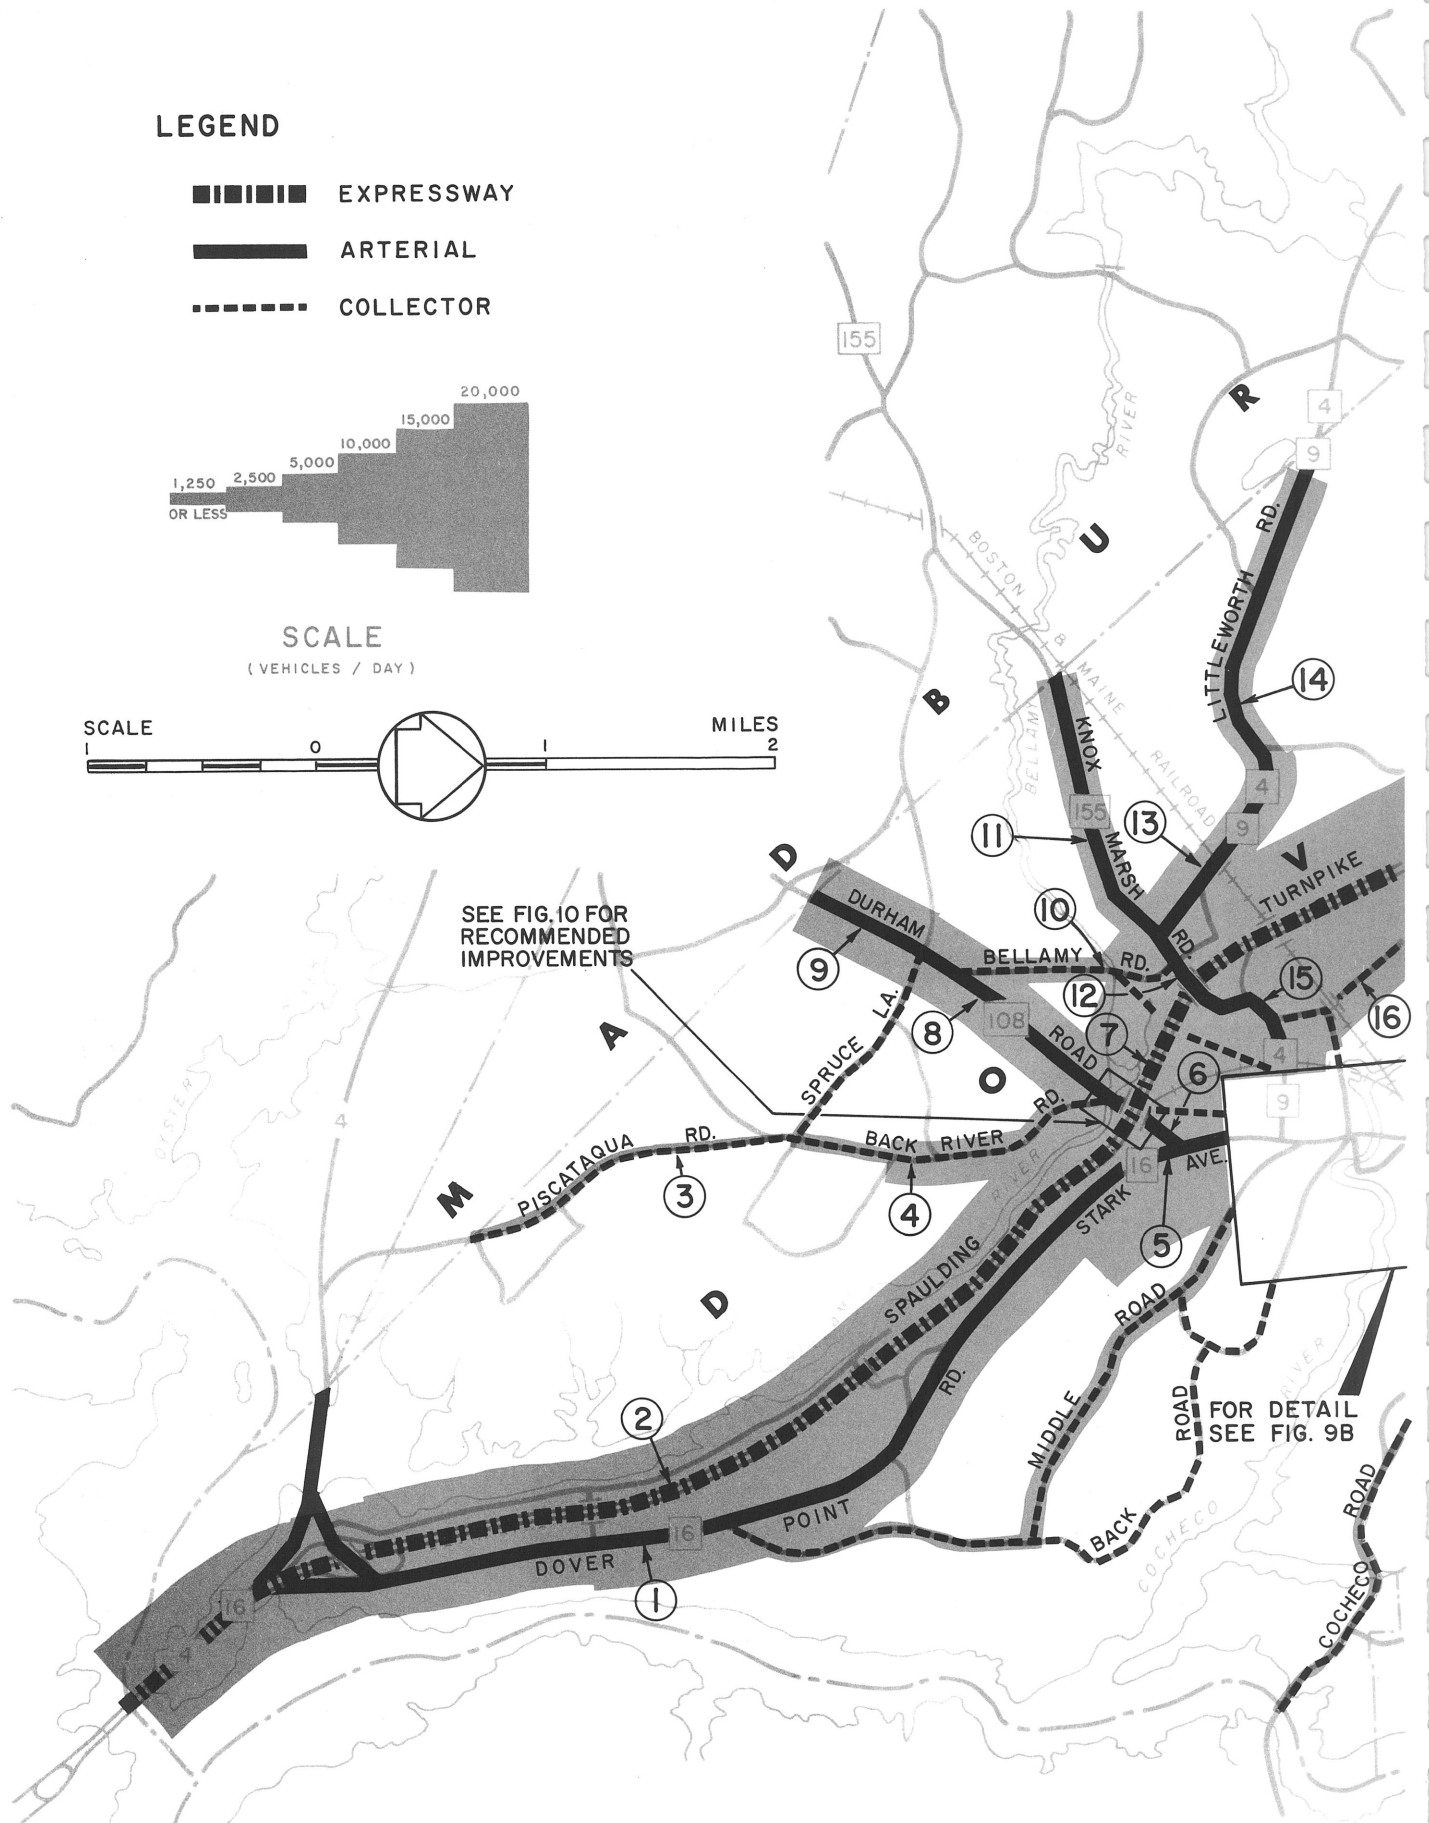 LEGEND
EXPRESSWAY
ARTERIAL
COLLECTOR
20,000
15,000
10,000
5,000
2,500
1,250
OR LESS
SCALE
( VEHICLES / DAY )
SCALE
MILES
1 0 1 2
155
RIVER
R
4
9
RD.
LITTLEWORTH
U
BOSTON
&
MAINE
RAILROAD
B
BELLAMY
14
KNOX
155
MARSH
RD.
11
13
4
9
V
TURNPIKE
D
DURHAM
SEE FIG. 10 FOR
RECOMMENDED
IMPROVEMENTS
10
BELLAMY RD.
9
12
15
16
8
108
ROAD
7
6
4
9
SPRUCE LA.
A
O
OYSTER
4
RD.
BACK RIVER
PISCATAQUA RD.
M
3
4
RIVER
16
STARK
AVE.
5
D
SPAULDING
ROAD
MIDDLE
RD.
2
RIVER
ROAD
FOR DETAIL
SEE FIG. 9B
POINT
16
DOVER
1
BACK
COCHECO
ROAD
COCHECO
16
4